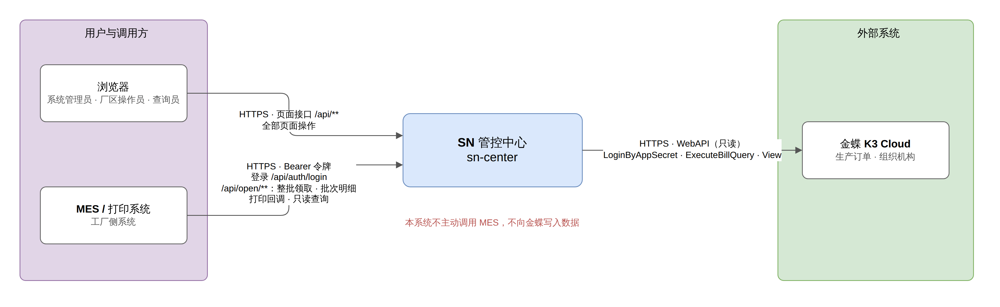 用户与调用方
浏览器
系统管理员 · 厂区操作员 · 查询员
MES / 打印系统
工厂侧系统
HTTPS · 页面接口 /api/**
全部页面操作
HTTPS · Bearer 令牌
登录 /api/auth/login
/api/open/**：整批领取 · 批次明细
打印回调 · 只读查询
SN 管控中心
sn-center
本系统不主动调用 MES，不向金蝶写入数据
HTTPS · WebAPI（只读）
LoginByAppSecret · ExecuteBillQuery · View
外部系统
金蝶 K3 Cloud
生产订单 · 组织机构